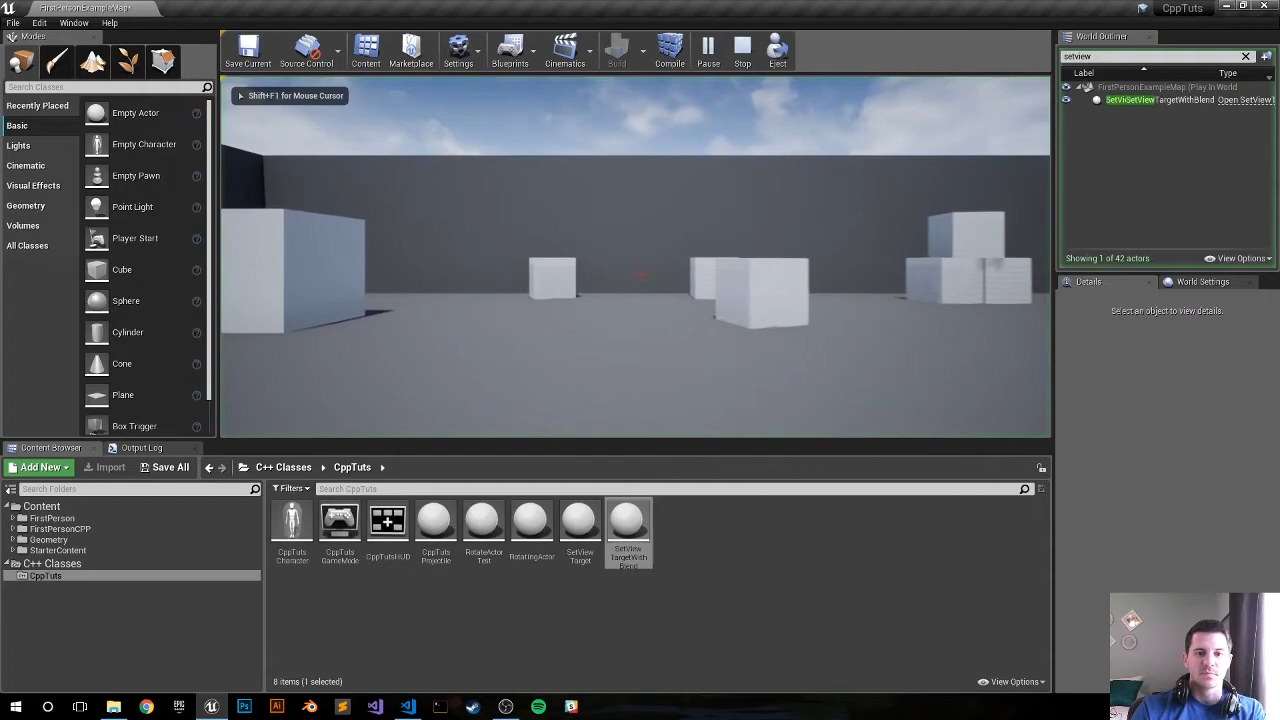 FirstPersonExampleMap*
CppTuts
File Edit Window Help
Modes
Save Current
Source Control
Content
Marketplace
Settings
Blueprints
Cinematics
Build
Compile
Pause
Stop
Eject
Search Classes
Recently Placed
Basic
Lights
Cinematic
Visual Effects
Geometry
Volumes
All Classes
Empty Actor
Empty Character
Empty Pawn
Point Light
Player Start
Cube
Sphere
Cylinder
Cone
Plane
Box Trigger
Shift+F1 for Mouse Cursor
World Outliner
setview
Label Type
FirstPersonExampleMap (Play In World
TargetWithBlend Open SetViewT
Showing 1 of 42 actors
View Options
Details
World Settings
Select an object to view details.
Content Browser
Output Log
Add New
Import
Save All
C++ Classes
CppTuts
Search Folders
Filters
Search CppTuts
Content
FirstPerson
FirstPersonCPP
Geometry
StarterContent
C++ Classes
CppTuts
CppTuts
Character
CppTuts
GameMode
CppTutsHUD
CppTuts
Projectile
RotateActor
Test
RotatingActor
SetView
Target
SetView
TargetWith
Blend
8 items (1 selected)
View Options